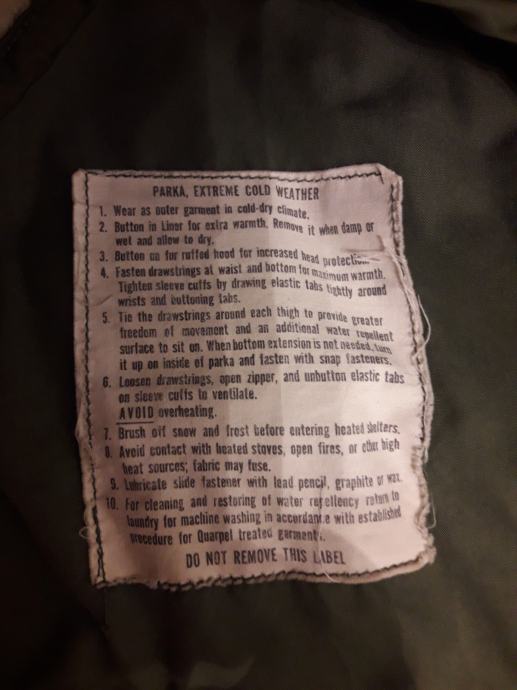 PARKA, EXTREME COLD WEATHER
1. Wear as outer garment in cold-dry climate.
2. Button in Liner for extra warmth. Remove it when damp or
wet and allow to dry.
3. Button on fur ruffed hood for increased head protection.
4. Fasten drawstrings at waist and bottom for maximum warmth.
Tighten sleeve cuffs by drawing elastic tabs tightly around
wrists and buttoning tabs.
5. Tie the drawstrings around each thigh to provide greater
freedom of movement and an additional water repellent
surface to sit on. When bottom extension is not needed, turn
it up on inside of parka and fasten with snap fasteners.
6. Loosen drawstrings, open zipper, and unbutton elastic tabs
on sleeve cuffs to ventilate.
AVOID overheating.
7. Brush off snow and frost before entering heated shelters.
8. Avoid contact with heated stoves, open fires, or other high
heat sources; fabric may fuse.
9. Lubricate slide fastener with lead pencil, graphite or wax.
10. For cleaning and restoring of water repellency return to
laundry for machine washing in accordance with established
procedure for Quarpel treated garments.
DO NOT REMOVE THIS LABEL